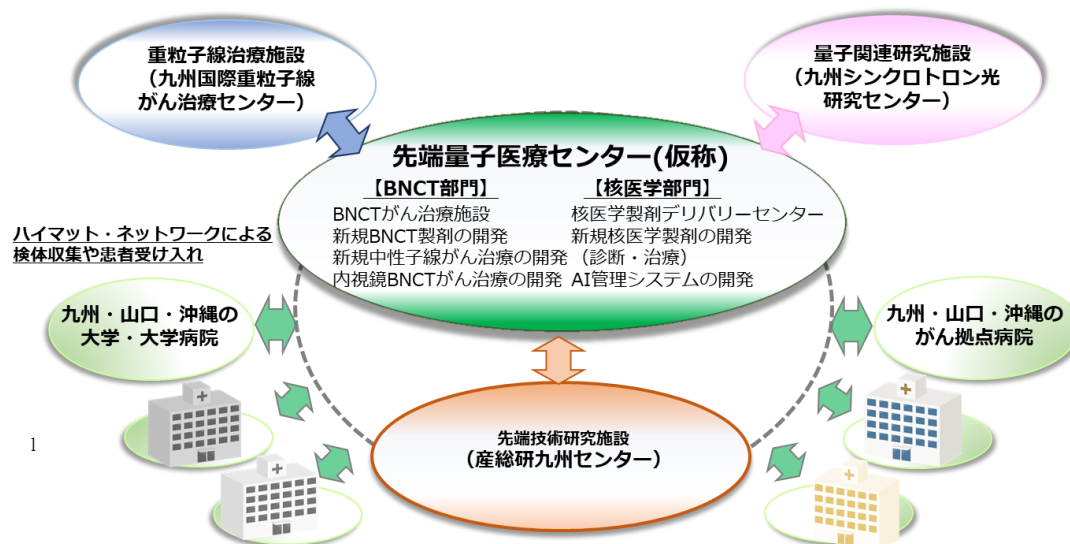 重粒子線治療施設
（九州国際重粒子線
がん治療センター）
量子関連研究施設
（九州シンクロトロン光
研究センター）
先端量子医療センター(仮称)
【BNCT部門】
BNCTがん治療施設
新規BNCT製剤の開発
新規中性子線がん治療の開発
内視鏡BNCTがん治療の開発
【核医学部門】
核医学製剤デリバリーセンター
新規核医学製剤の開発
（診断・治療）
AI管理システムの開発
ハイマット・ネットワークによる
検体収集や患者受け入れ
九州・山口・沖縄の
大学・大学病院
九州・山口・沖縄の
がん拠点病院
先端技術研究施設
（産総研九州センター）
1